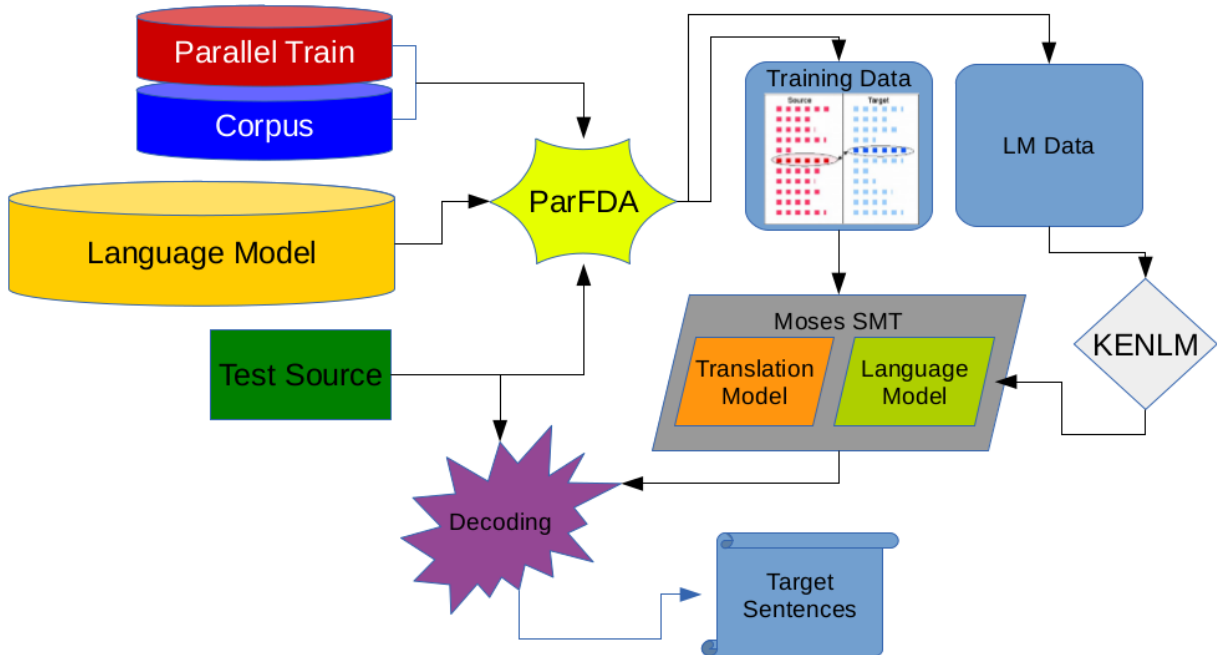 Parallel Train
Corpus
Language Model
Test Source
ParFDA
Training Data
Source
Target
LM Data
Moses SMT
Translation
Model
Language
Model
KENLM
Decoding
Target
Sentences